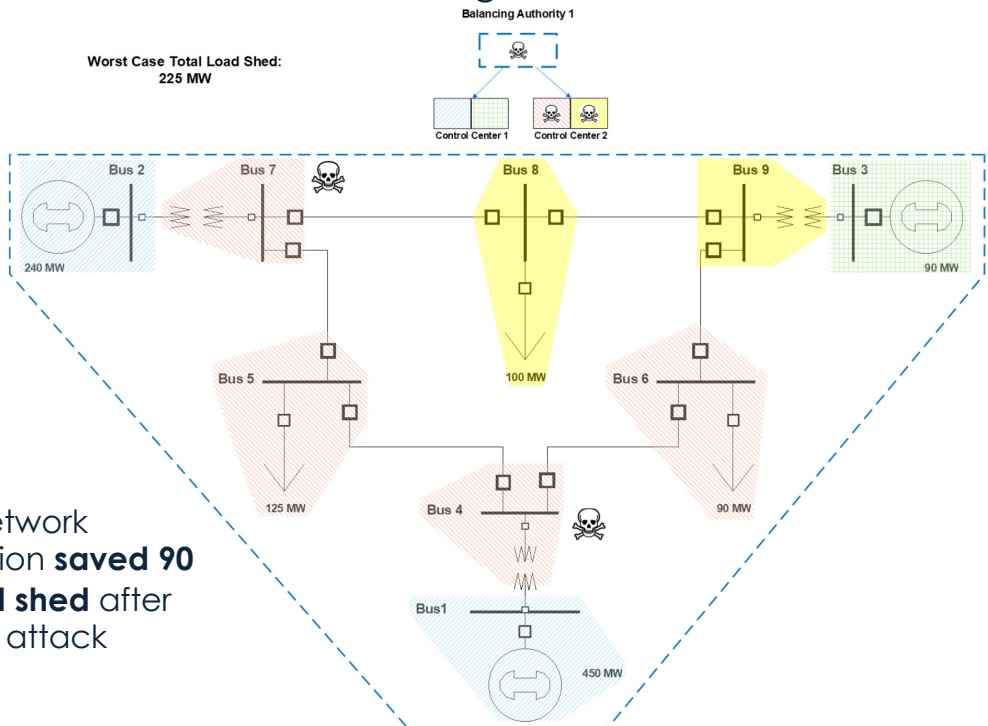 Balancing Authority 1
Worst Case Total Load Shed:
225 MW
Control Center 1
Control Center 2
Bus 2
Bus 7
Bus 8
Bus 9
Bus 3
240 MW
90 MW
Bus 5
100 MW
Bus 6
125 MW
Bus 4
90 MW
ion saved 90
shed after
attack
Bus1
450 MW